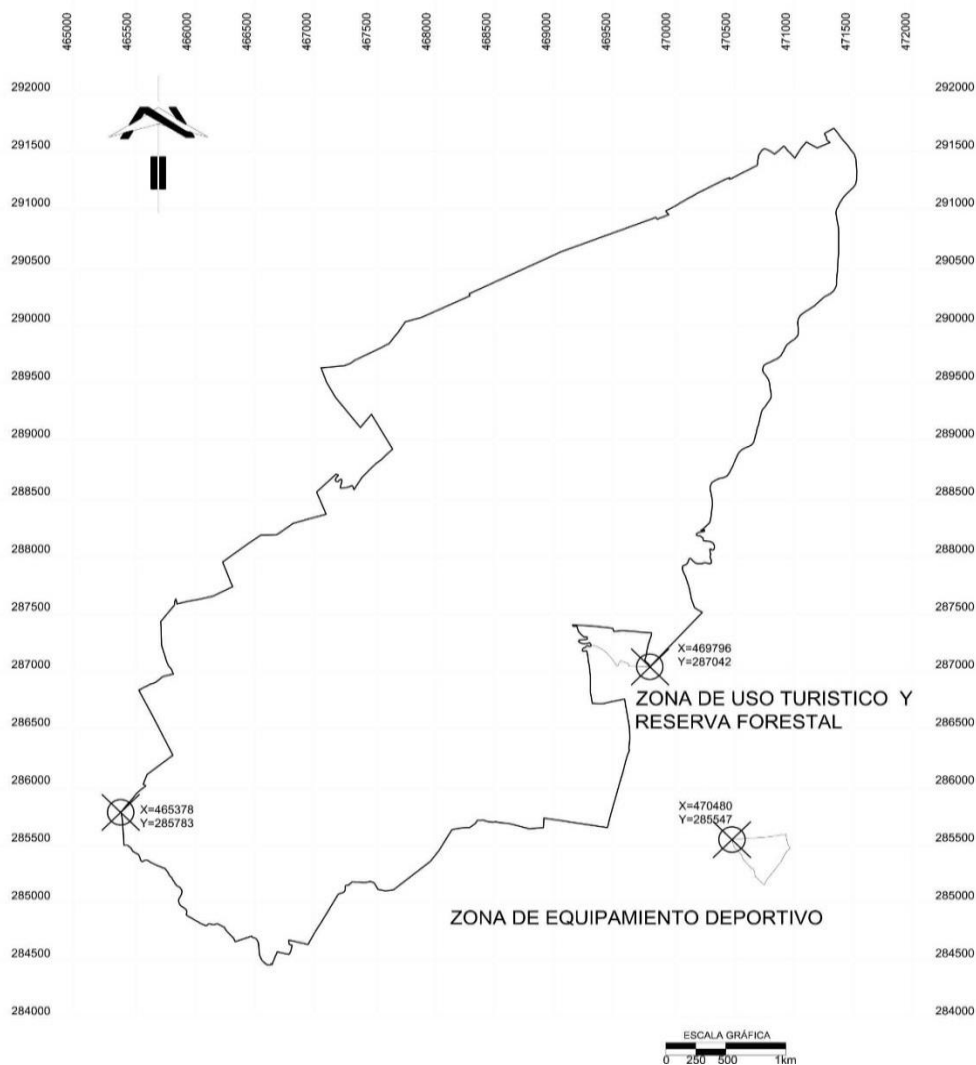 465000 465500 466000 466500 467000 467500 468000 468500 469000 469500 470000 470500 471000 471500 472000
292000 292000
291500 291500
291000 291000
290500 290500
290000 290000
289500 289500
289000 289000
288500 288500
288000 288000
287500 287500
X=469796
Y=287042
287000 287000
ZONA DE USO TURISTICO Y
RESERVA FORESTAL
286500 286500
286000 286000
X=465378
Y=285783
X=470480
Y=285547
285500 285500
285000 285000
ZONA DE EQUIPAMIENTO DEPORTIVO
284500 284500
284000 284000
ESCALA GRÁFICA
0 250 500 1km